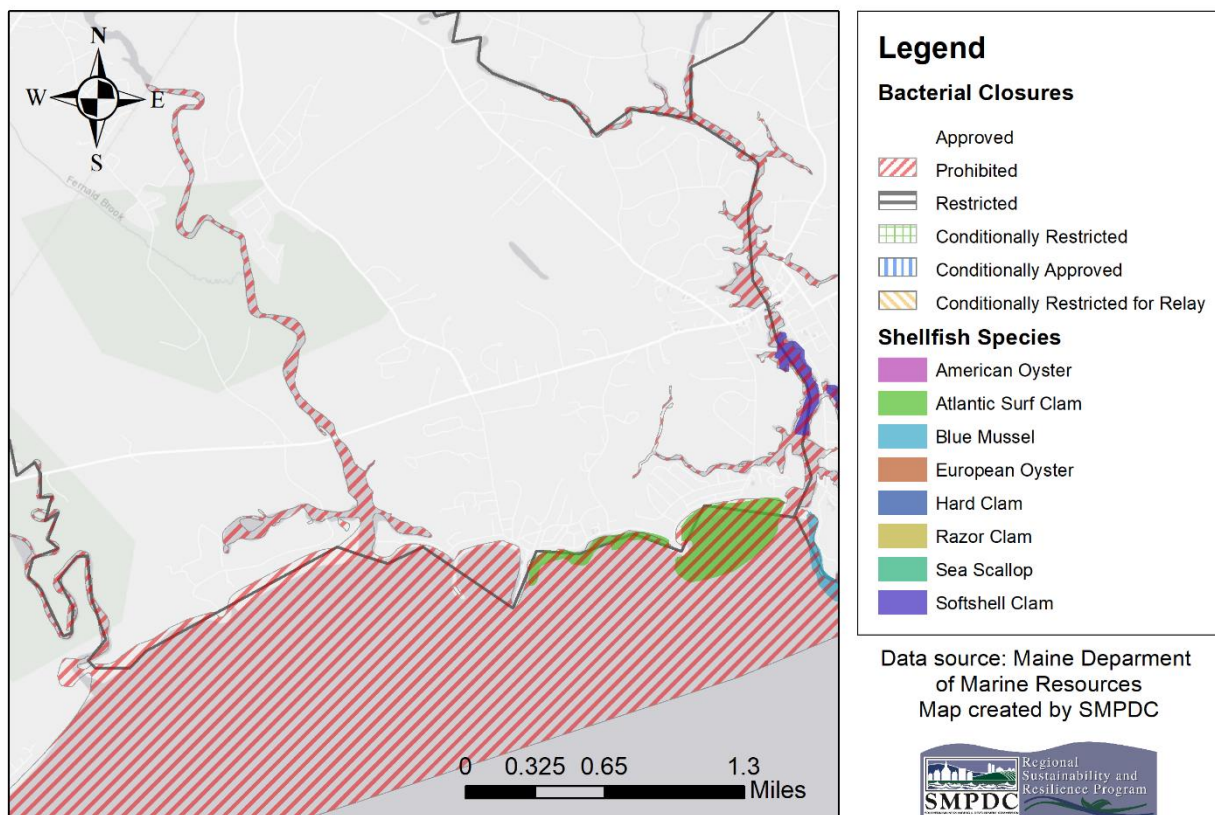 N
W E
S
Fernald Brook
0 0.325 0.65 1.3
Miles
Legend
Bacterial Closures
Approved
Prohibited
Restricted
Conditionally Restricted
Conditionally Approved
Conditionally Restricted for Relay
Shellfish Species
American Oyster
Atlantic Surf Clam
Blue Mussel
European Oyster
Hard Clam
Razor Clam
Sea Scallop
Softshell Clam
Data source: Maine Deparment
of Marine Resources
Map created by SMPDC
SMPDC
Regional
Sustainability and
Resilience Program